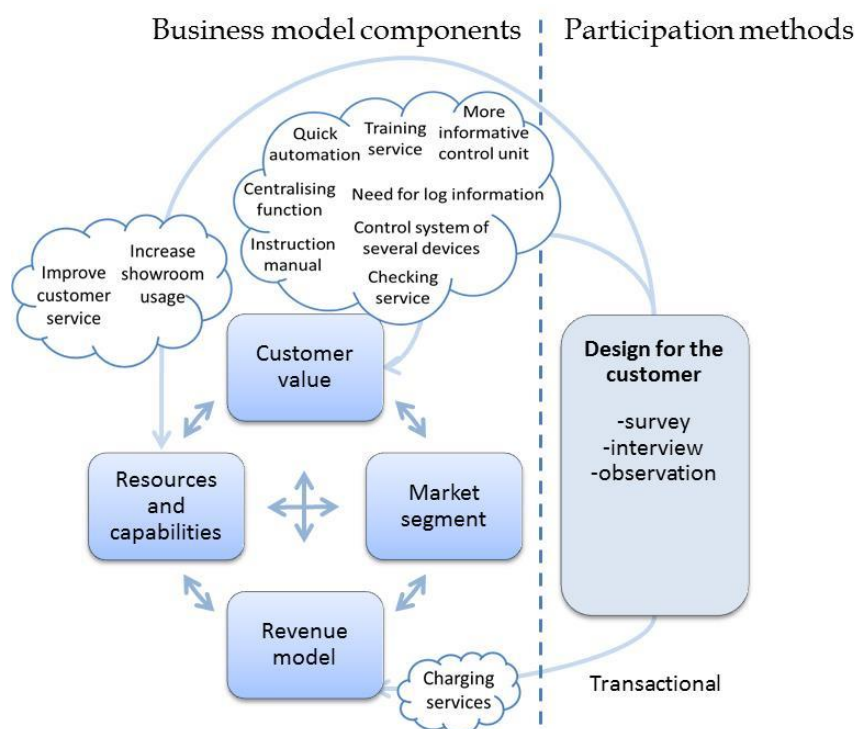 Business model components
Participation methods
Quick
automation
Training
service
More
informative
control unit
Centralising
function
Need for log information
Instruction
manual
Control system of
several devices
Checking
service
Improve
customer
service
Increase
showroom
usage
Customer
value
Design for the
customer
-survey
-interview
-observation
Resources
and
capabilities
Market
segment
Revenue
model
Charging
services
Transactional